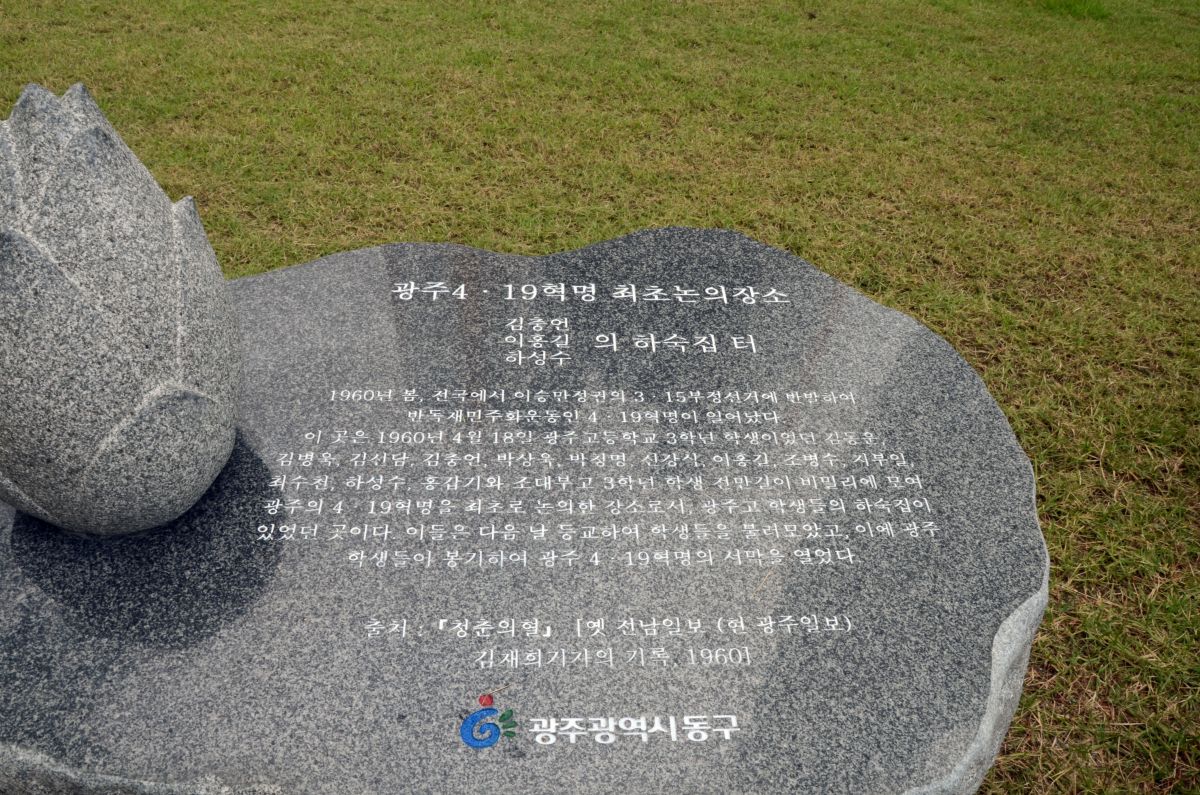 광주4·19혁명 최초논의장소
김중언
이홍길 의 하숙집 터
하성수
1960년 봄, 전국에서 이승만정권의 3·15부정선거에 반발하여
반독재민주화운동인 4·19혁명이 일어났다.
이 곳은 1960년 4월 18일 광주고등학교 3학년 학생이었던 김동훈,
김병욱, 김선담, 김중언, 박상욱, 박정명, 신강식, 이홍길, 조병수, 지부일,
최수천, 하성수, 홍갑기와 조대부고 3학년 학생 전만길이 비밀리에 모여
광주의 4·19혁명을 최초로 논의한 장소로서, 광주고 학생들의 하숙집이
있었던 곳이다. 이들은 다음 날 등교하여 학생들을 불러모았고, 이에 광주
학생들이 봉기하여 광주 4·19혁명의 서막을 열었다.
출처 : 『청춘의혈』 [옛 전남일보 (현 광주일보)
김재희기자의 기록, 1960]
광주광역시동구